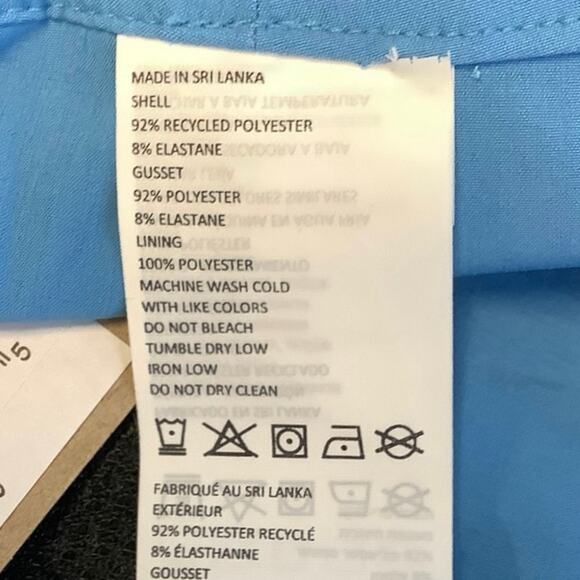 MADE IN SRI LANKA
SHELL
92% RECYCLED POLYESTER
8% ELASTANE
GUSSET
92% POLYESTER
8% ELASTANE
LINING
100% POLYESTER
MACHINE WASH COLD
WITH LIKE COLORS
DO NOT BLEACH
TUMBLE DRY LOW
IRON LOW
DO NOT DRY CLEAN
FABRIQUÉ AU SRI LANKA
EXTÉRIEUR
92% POLYESTER RECYCLÉ
8% ÉLASTHANNE
GOUSSET
5